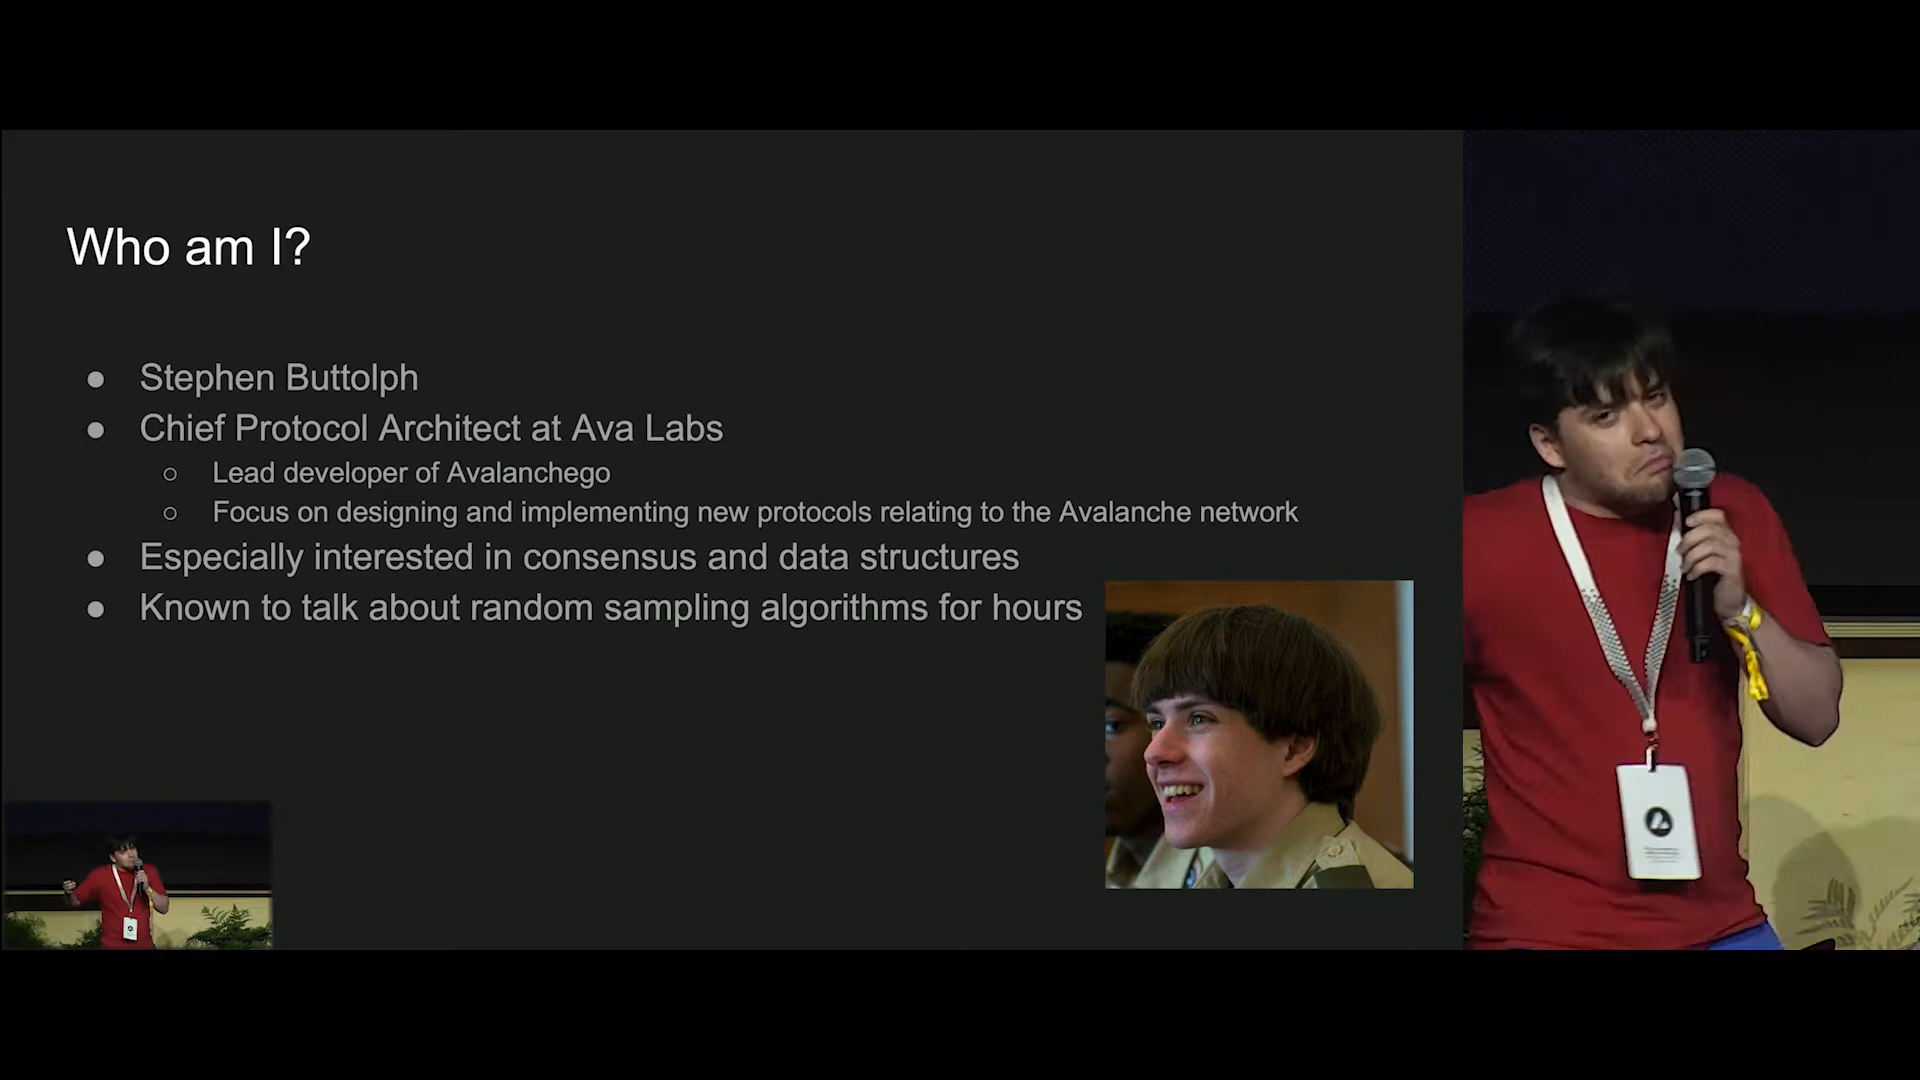 Who am I?
● Stephen Buttolph
● Chief Protocol Architect at Ava Labs
○ Lead developer of Avalanchego
○ Focus on designing and implementing new protocols relating to the Avalanche network
● Especially interested in consensus and data structures
● Known to talk about random sampling algorithms for hours